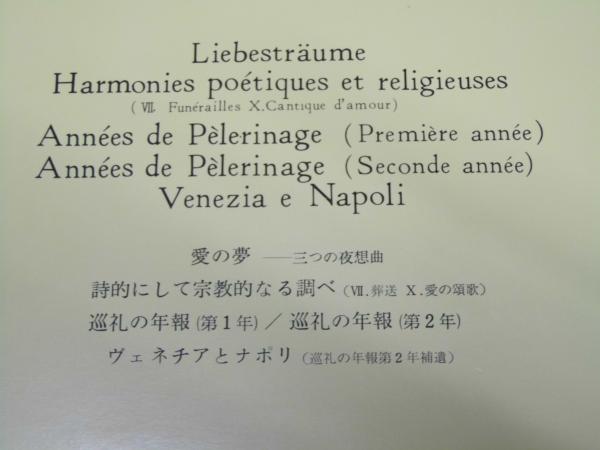 Liebesträume
Harmonies poétiques et religieuses
( Ⅶ. Funérailles X.Cantique d'amour)
Années de Pèlerinage (Première année)
Années de Pèlerinage (Seconde année)
Venezia e Napoli
愛の夢 ——三つの夜想曲
詩的にして宗教的なる調べ(Ⅶ.葬送 X.愛の頌歌)
巡礼の年報(第1年)／巡礼の年報(第2年)
ヴェネチアとナポリ(巡礼の年報第2年補遺)